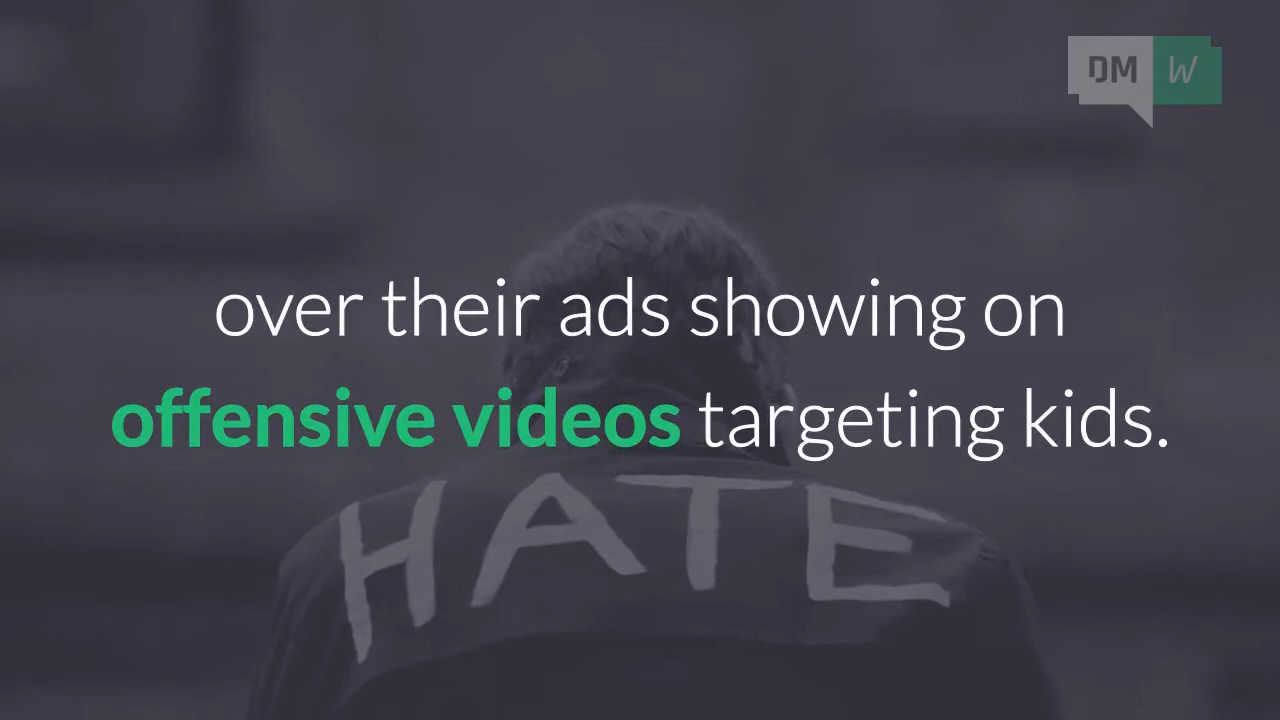 DM W
over their ads showing on
offensive videos targeting kids.
HATE